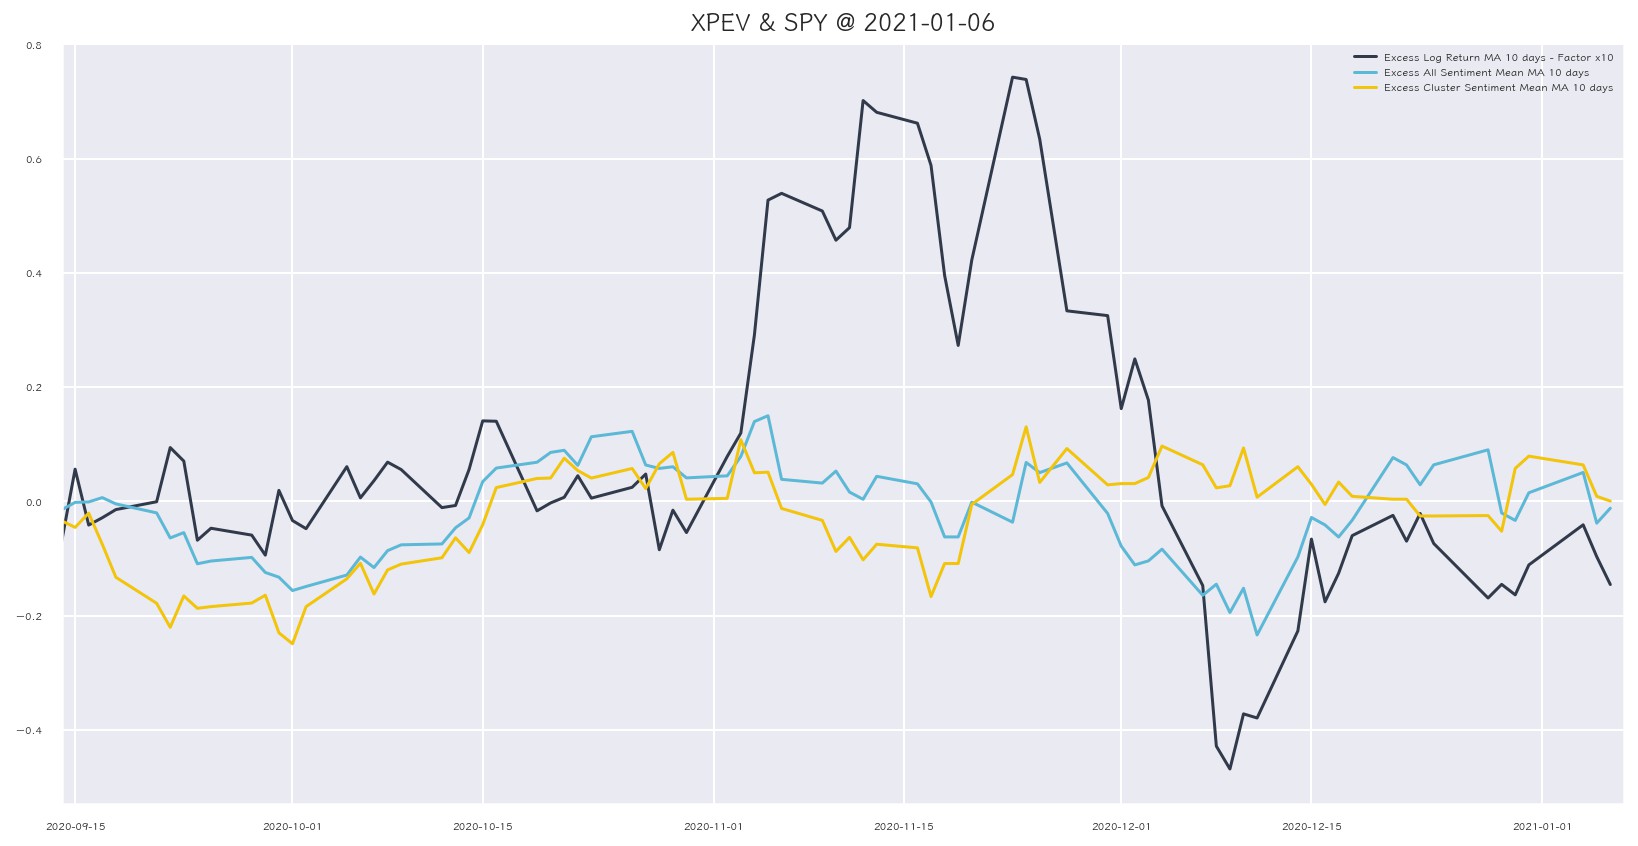 XPEV & SPY @ 2021-01-06
Excess Log Return MA 10 days - Factor x10
Excess All Sentiment Mean MA 10 days
Excess Cluster Sentiment Mean MA 10 days
0.8
0.6
0.4
0.2
0.0
−0.2
−0.4
2020-09-15 2020-10-01 2020-10-15 2020-11-01 2020-11-15 2020-12-01 2020-12-15 2021-01-01